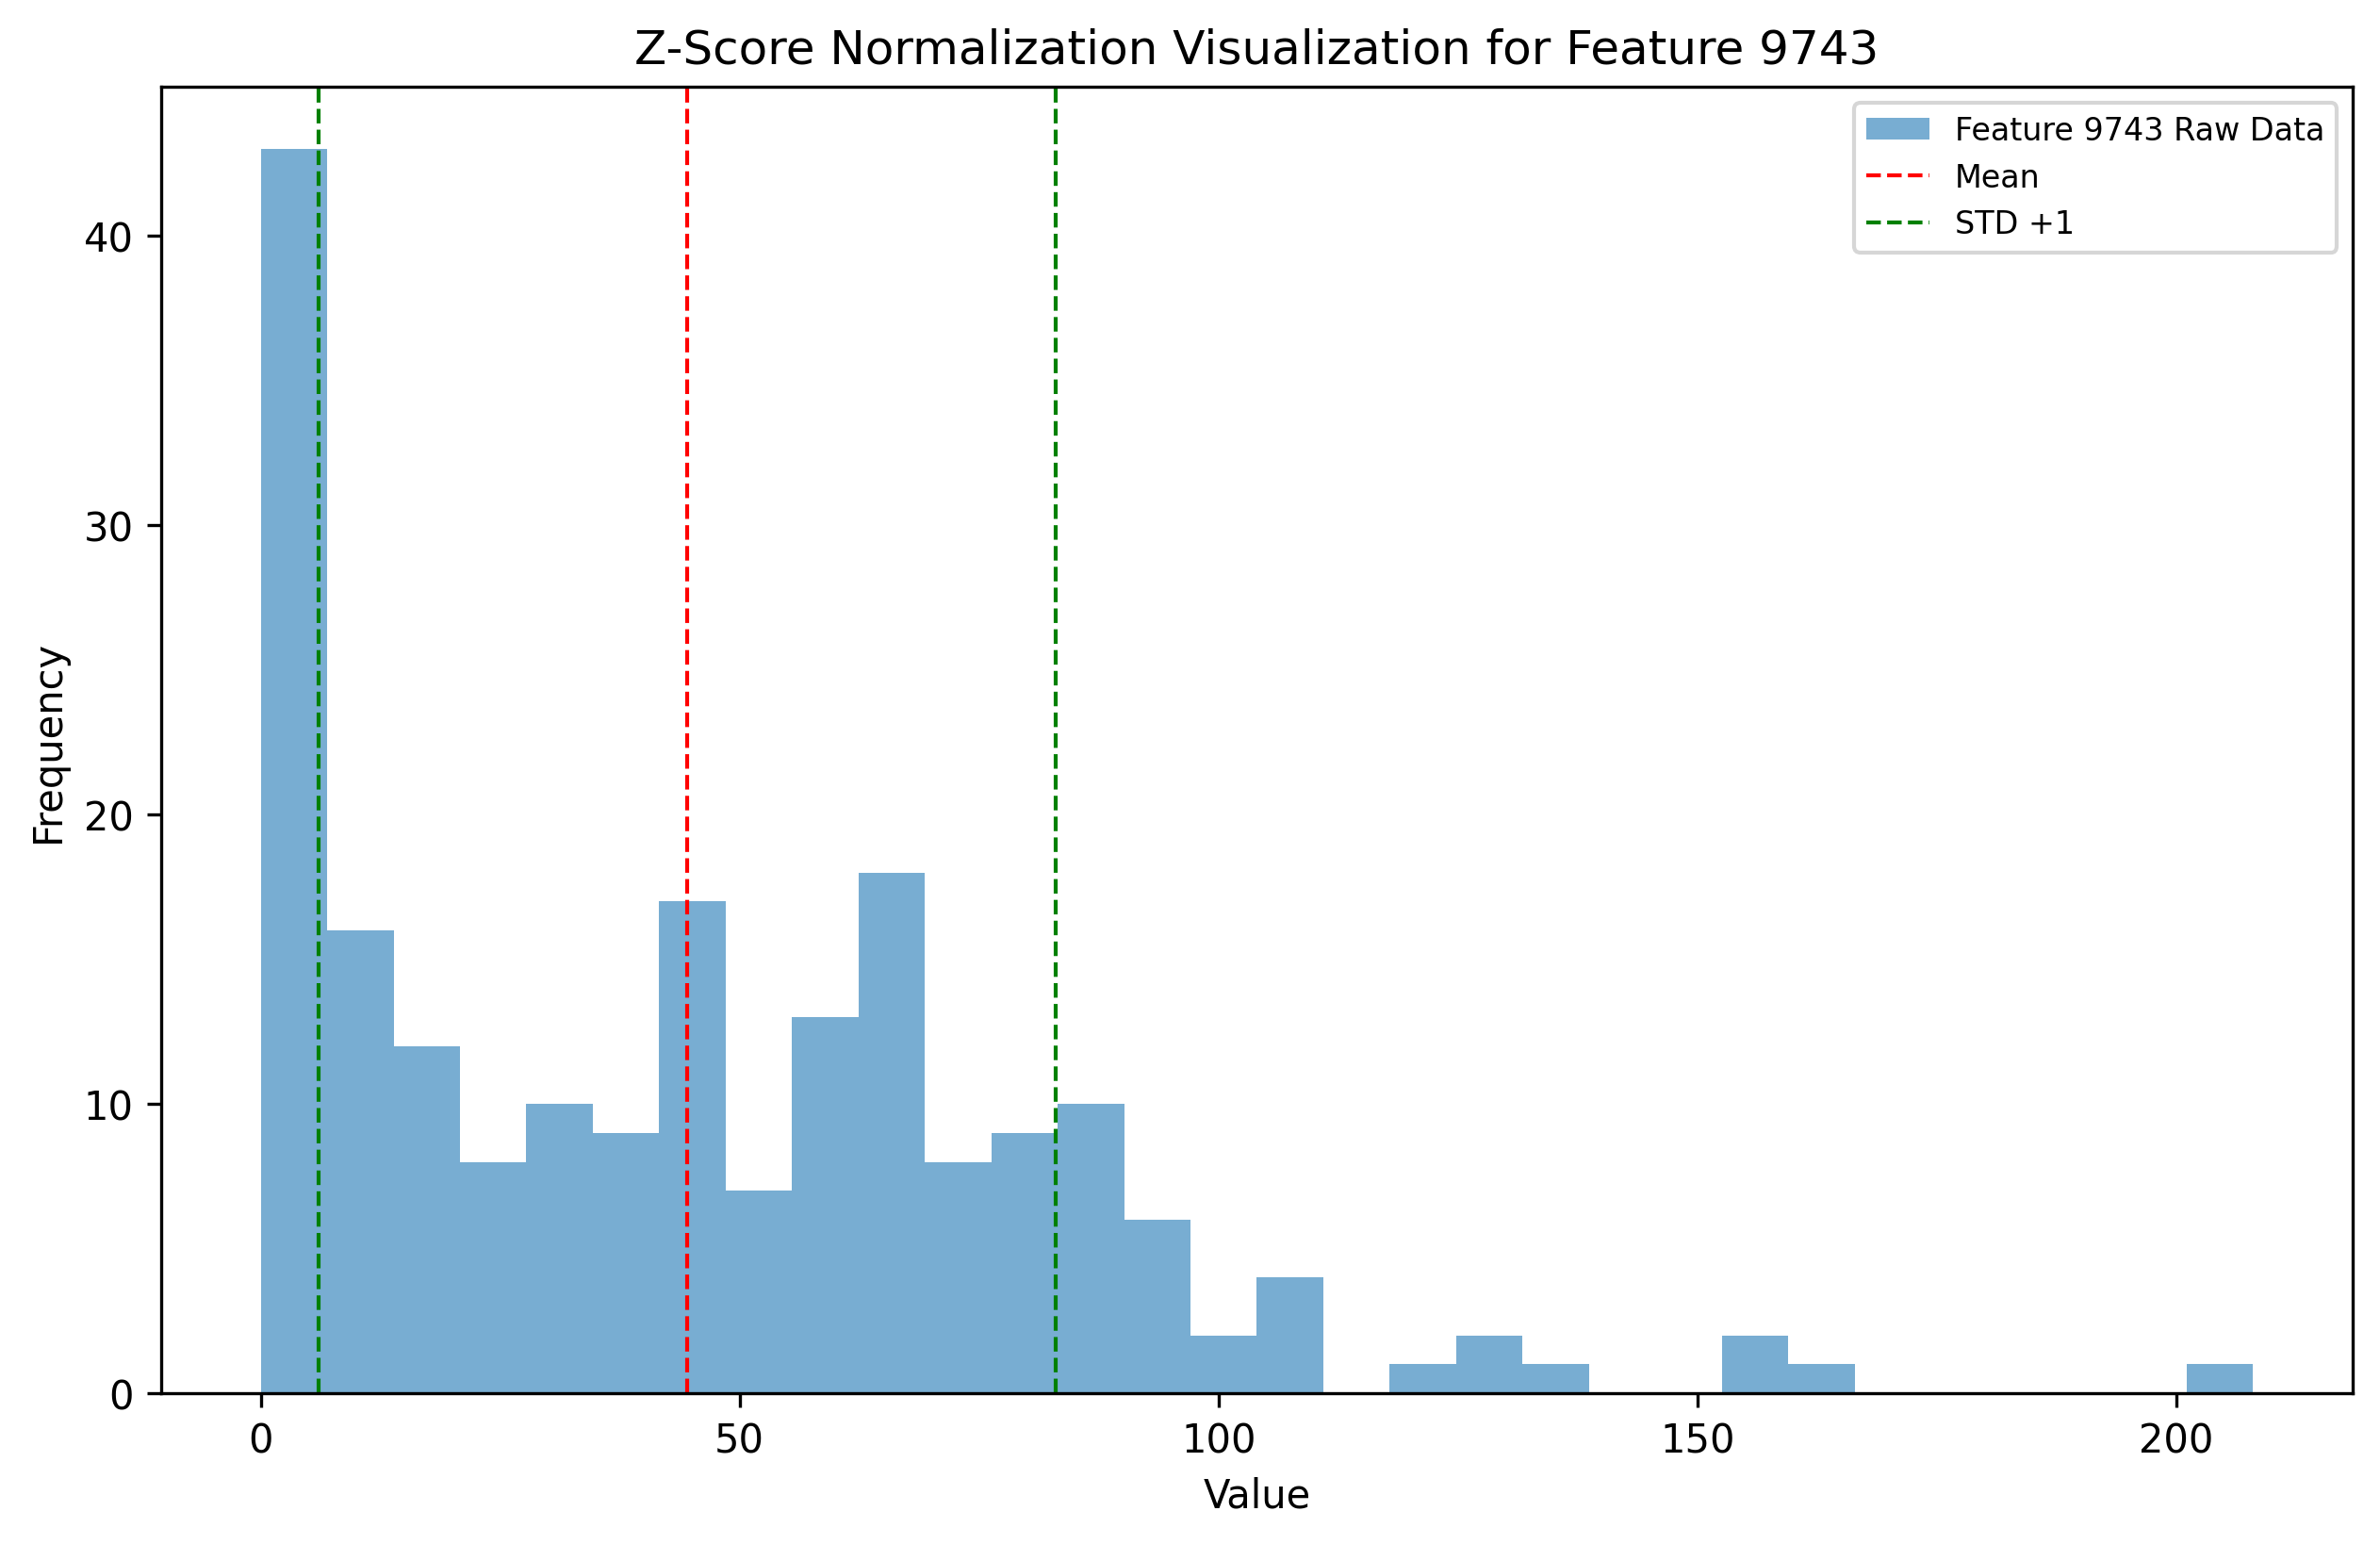 Z-Score Normalization Visualization for Feature 9743
Feature 9743 Raw Data
Mean
STD +1
Frequency
40
30
20
10
0
0 50 100 150 200
Value